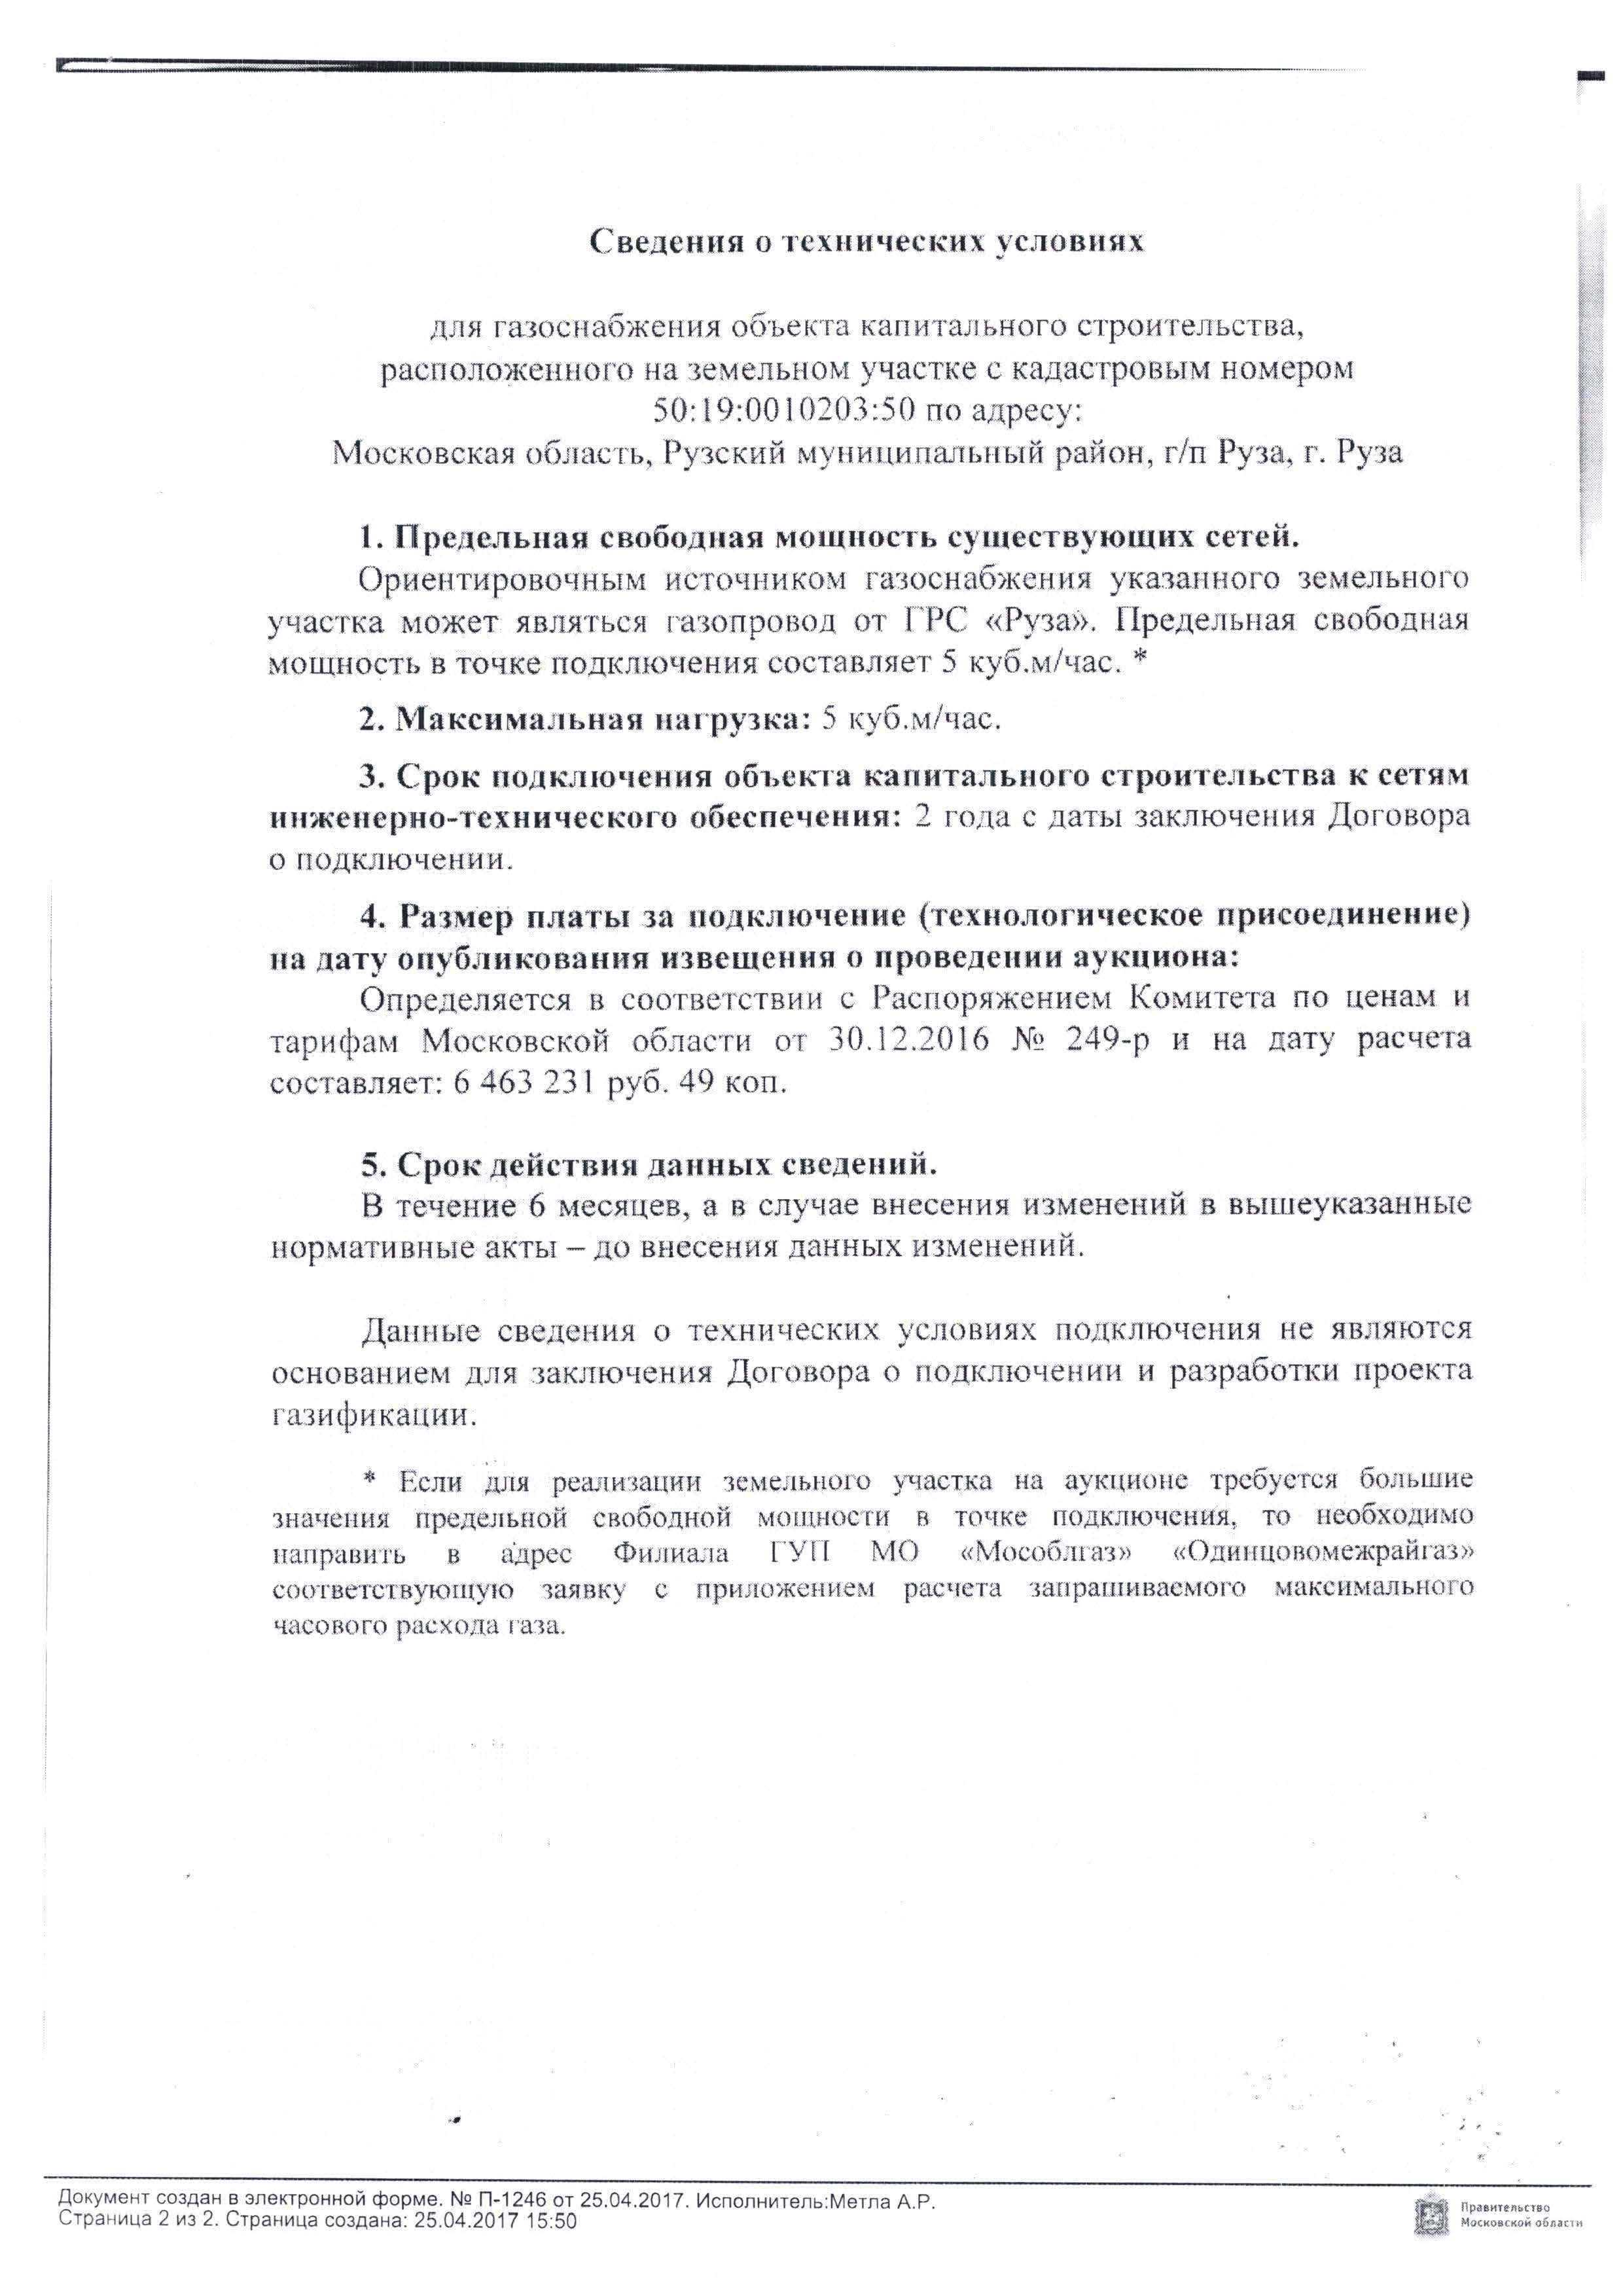 Сведения о технических условиях
для газоснабжения объекта капитального строительства,
расположенного на земельном участке с кадастровым номером
50:19:0010203:50 по адресу:
Московская область, Рузский муниципальный район, г/п Руза, г. Руза
1. Предельная свободная мощность существующих сетей.
Ориентировочным источником газоснабжения указанного земельного
участка может являться газопровод от ГРС «Руза». Предельная свободная
мощность в точке подключения составляет 5 куб.м/час. *
2. Максимальная нагрузка: 5 куб.м/час.
3. Срок подключения объекта капитального строительства к сетям
инженерно-технического обеспечения: 2 года с даты заключения Договора
о подключении.
4. Размер платы за подключение (технологическое присоединение)
на дату опубликования извещения о проведении аукциона:
Определяется в соответствии с Распоряжением Комитета по ценам и
тарифам Московской области от 30.12.2016 № 249-р и на дату расчета
составляет: 6 463 231 руб. 49 коп.
5. Срок действия данных сведений.
В течение 6 месяцев, а в случае внесения изменений в вышеуказанные
нормативные акты – до внесения данных изменений.
Данные сведения о технических условиях подключения не являются
основанием для заключения Договора о подключении и разработки проекта
газификации.
* Если для реализации земельного участка на аукционе требуется большие
значения предельной свободной мощности в точке подключения, то необходимо
направить в адрес Филиала ГУП МО «Мособлгаз» «Одинцовомежрайгаз»
соответствующую заявку с приложением расчета запрашиваемого максимального
часового расхода газа.
Документ создан в электронной форме. № П-1246 от 25.04.2017. Исполнитель:Метла А.Р.
Страница 2 из 2. Страница создана: 25.04.2017 15:50
Правительство
Московской области